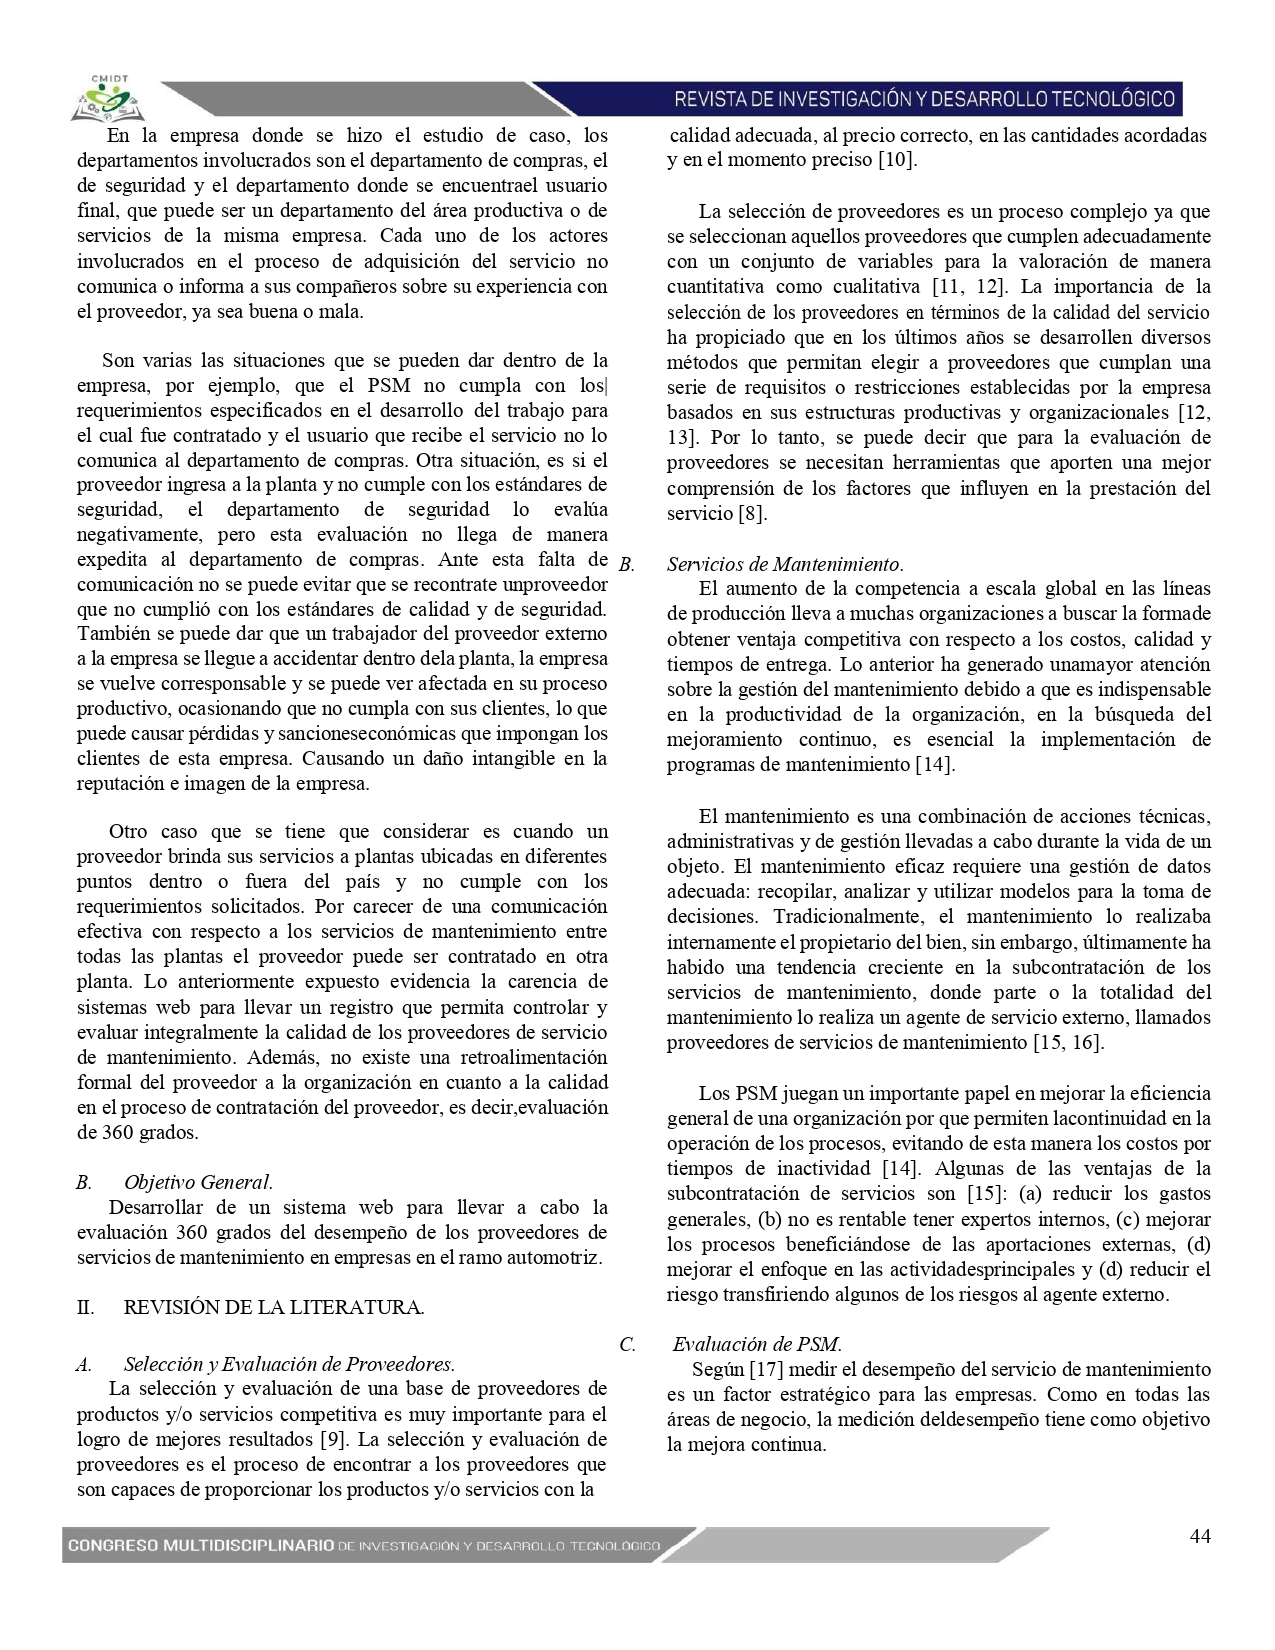 CMIDT
REVISTA DE INVESTIGACIÓN Y DESARROLLO TECNOLÓGICO
En la empresa donde se hizo el estudio de caso, los
departamentos involucrados son el departamento de compras, el
de seguridad y el departamento donde se encuentrael usuario
final, que puede ser un departamento del área productiva o de
servicios de la misma empresa. Cada uno de los actores
involucrados en el proceso de adquisición del servicio no
comunica o informa a sus compañeros sobre su experiencia con
el proveedor, ya sea buena o mala.
Son varias las situaciones que se pueden dar dentro de la
empresa, por ejemplo, que el PSM no cumpla con los|
requerimientos especificados en el desarrollo del trabajo para
el cual fue contratado y el usuario que recibe el servicio no lo
comunica al departamento de compras. Otra situación, es si el
proveedor ingresa a la planta y no cumple con los estándares de
seguridad, el departamento de seguridad lo evalúa
negativamente, pero esta evaluación no llega de manera
expedita al departamento de compras. Ante esta falta de
comunicación no se puede evitar que se recontrate unproveedor
que no cumplió con los estándares de calidad y de seguridad.
También se puede dar que un trabajador del proveedor externo
a la empresa se llegue a accidentar dentro dela planta, la empresa
se vuelve corresponsable y se puede ver afectada en su proceso
productivo, ocasionando que no cumpla con sus clientes, lo que
puede causar pérdidas y sancioneseconómicas que impongan los
clientes de esta empresa. Causando un daño intangible en la
reputación e imagen de la empresa.
Otro caso que se tiene que considerar es cuando un
proveedor brinda sus servicios a plantas ubicadas en diferentes
puntos dentro o fuera del país y no cumple con los
requerimientos solicitados. Por carecer de una comunicación
efectiva con respecto a los servicios de mantenimiento entre
todas las plantas el proveedor puede ser contratado en otra
planta. Lo anteriormente expuesto evidencia la carencia de
sistemas web para llevar un registro que permita controlar y
evaluar integralmente la calidad de los proveedores de servicio
de mantenimiento. Además, no existe una retroalimentación
formal del proveedor a la organización en cuanto a la calidad
en el proceso de contratación del proveedor, es decir,evaluación
de 360 grados.
B. Objetivo General.
Desarrollar de un sistema web para llevar a cabo la
evaluación 360 grados del desempeño de los proveedores de
servicios de mantenimiento en empresas en el ramo automotriz.
II. REVISIÓN DE LA LITERATURA.
A. Selección y Evaluación de Proveedores.
La selección y evaluación de una base de proveedores de
productos y/o servicios competitiva es muy importante para el
logro de mejores resultados [9]. La selección y evaluación de
proveedores es el proceso de encontrar a los proveedores que
son capaces de proporcionar los productos y/o servicios con la
calidad adecuada, al precio correcto, en las cantidades acordadas
y en el momento preciso [10].
La selección de proveedores es un proceso complejo ya que
se seleccionan aquellos proveedores que cumplen adecuadamente
con un conjunto de variables para la valoración de manera
cuantitativa como cualitativa [11, 12]. La importancia de la
selección de los proveedores en términos de la calidad del servicio
ha propiciado que en los últimos años se desarrollen diversos
métodos que permitan elegir a proveedores que cumplan una
serie de requisitos o restricciones establecidas por la empresa
basados en sus estructuras productivas y organizacionales [12,
13]. Por lo tanto, se puede decir que para la evaluación de
proveedores se necesitan herramientas que aporten una mejor
comprensión de los factores que influyen en la prestación del
servicio [8].
B. Servicios de Mantenimiento.
El aumento de la competencia a escala global en las líneas
de producción lleva a muchas organizaciones a buscar la formade
obtener ventaja competitiva con respecto a los costos, calidad y
tiempos de entrega. Lo anterior ha generado unamayor atención
sobre la gestión del mantenimiento debido a que es indispensable
en la productividad de la organización, en la búsqueda del
mejoramiento continuo, es esencial la implementación de
programas de mantenimiento [14].
El mantenimiento es una combinación de acciones técnicas,
administrativas y de gestión llevadas a cabo durante la vida de un
objeto. El mantenimiento eficaz requiere una gestión de datos
adecuada: recopilar, analizar y utilizar modelos para la toma de
decisiones. Tradicionalmente, el mantenimiento lo realizaba
internamente el propietario del bien, sin embargo, últimamente ha
habido una tendencia creciente en la subcontratación de los
servicios de mantenimiento, donde parte o la totalidad del
mantenimiento lo realiza un agente de servicio externo, llamados
proveedores de servicios de mantenimiento [15, 16].
Los PSM juegan un importante papel en mejorar la eficiencia
general de una organización por que permiten lacontinuidad en la
operación de los procesos, evitando de esta manera los costos por
tiempos de inactividad [14]. Algunas de las ventajas de la
subcontratación de servicios son [15]: (a) reducir los gastos
generales, (b) no es rentable tener expertos internos, (c) mejorar
los procesos beneficiándose de las aportaciones externas, (d)
mejorar el enfoque en las actividadesprincipales y (d) reducir el
riesgo transfiriendo algunos de los riesgos al agente externo.
C. Evaluación de PSM.
Según [17] medir el desempeño del servicio de mantenimiento
es un factor estratégico para las empresas. Como en todas las
áreas de negocio, la medición deldesempeño tiene como objetivo
la mejora continua.
CONGRESO MULTIDISCIPLINARIO DE INVESTIGACIÓN Y DESARROLLO TECNOLÓGICO
44